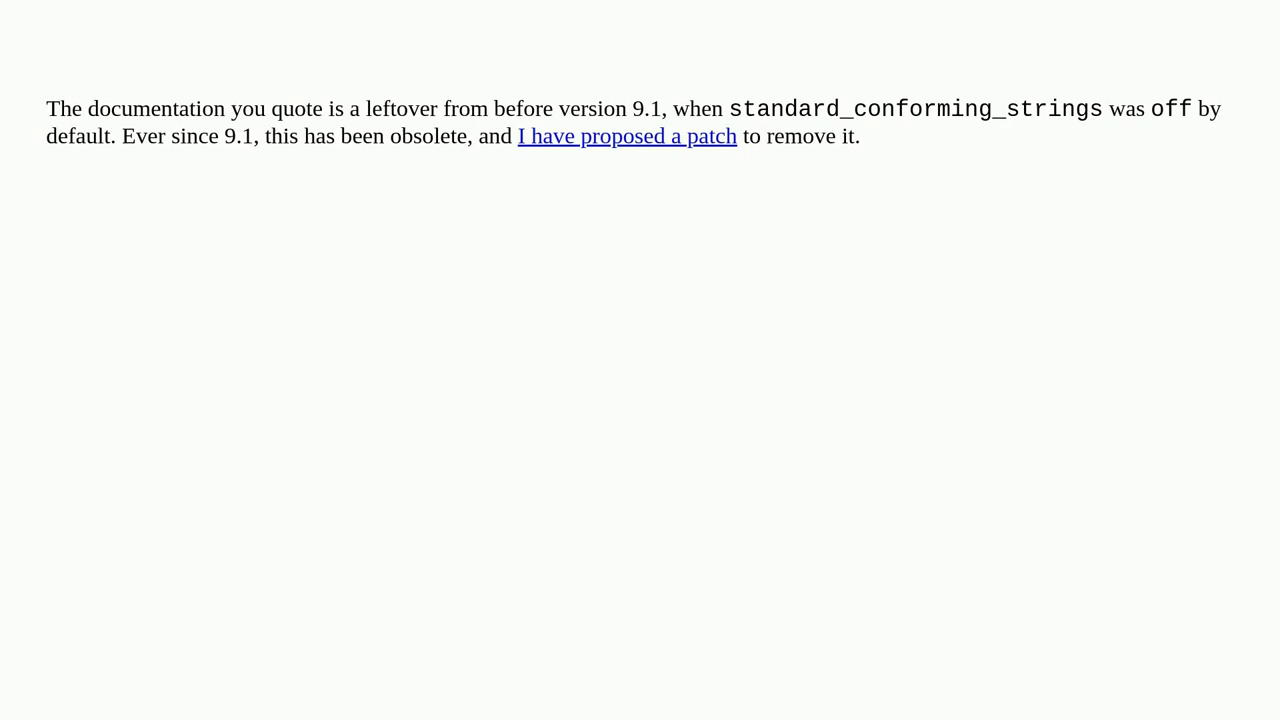 The documentation you quote is a leftover from before version 9.1, when standard_conforming_strings was off by
default. Ever since 9.1, this has been obsolete, and I have proposed a patch to remove it.